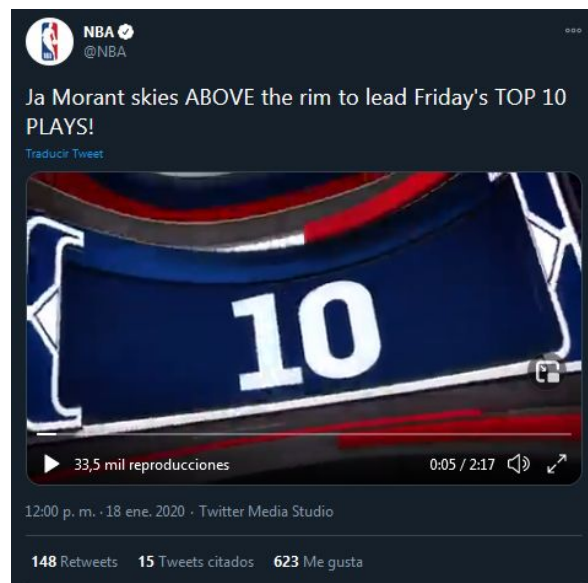 NBA
@NBA
Ja Morant skies ABOVE the rim to lead Friday's TOP 10
PLAYS!
Traducir Tweet
10
33,5 mil reproducciones
0:05 / 2:17
12:00 p. m. · 18 ene. 2020 · Twitter Media Studio
148 Retweets 15 Tweets citados 623 Me gusta